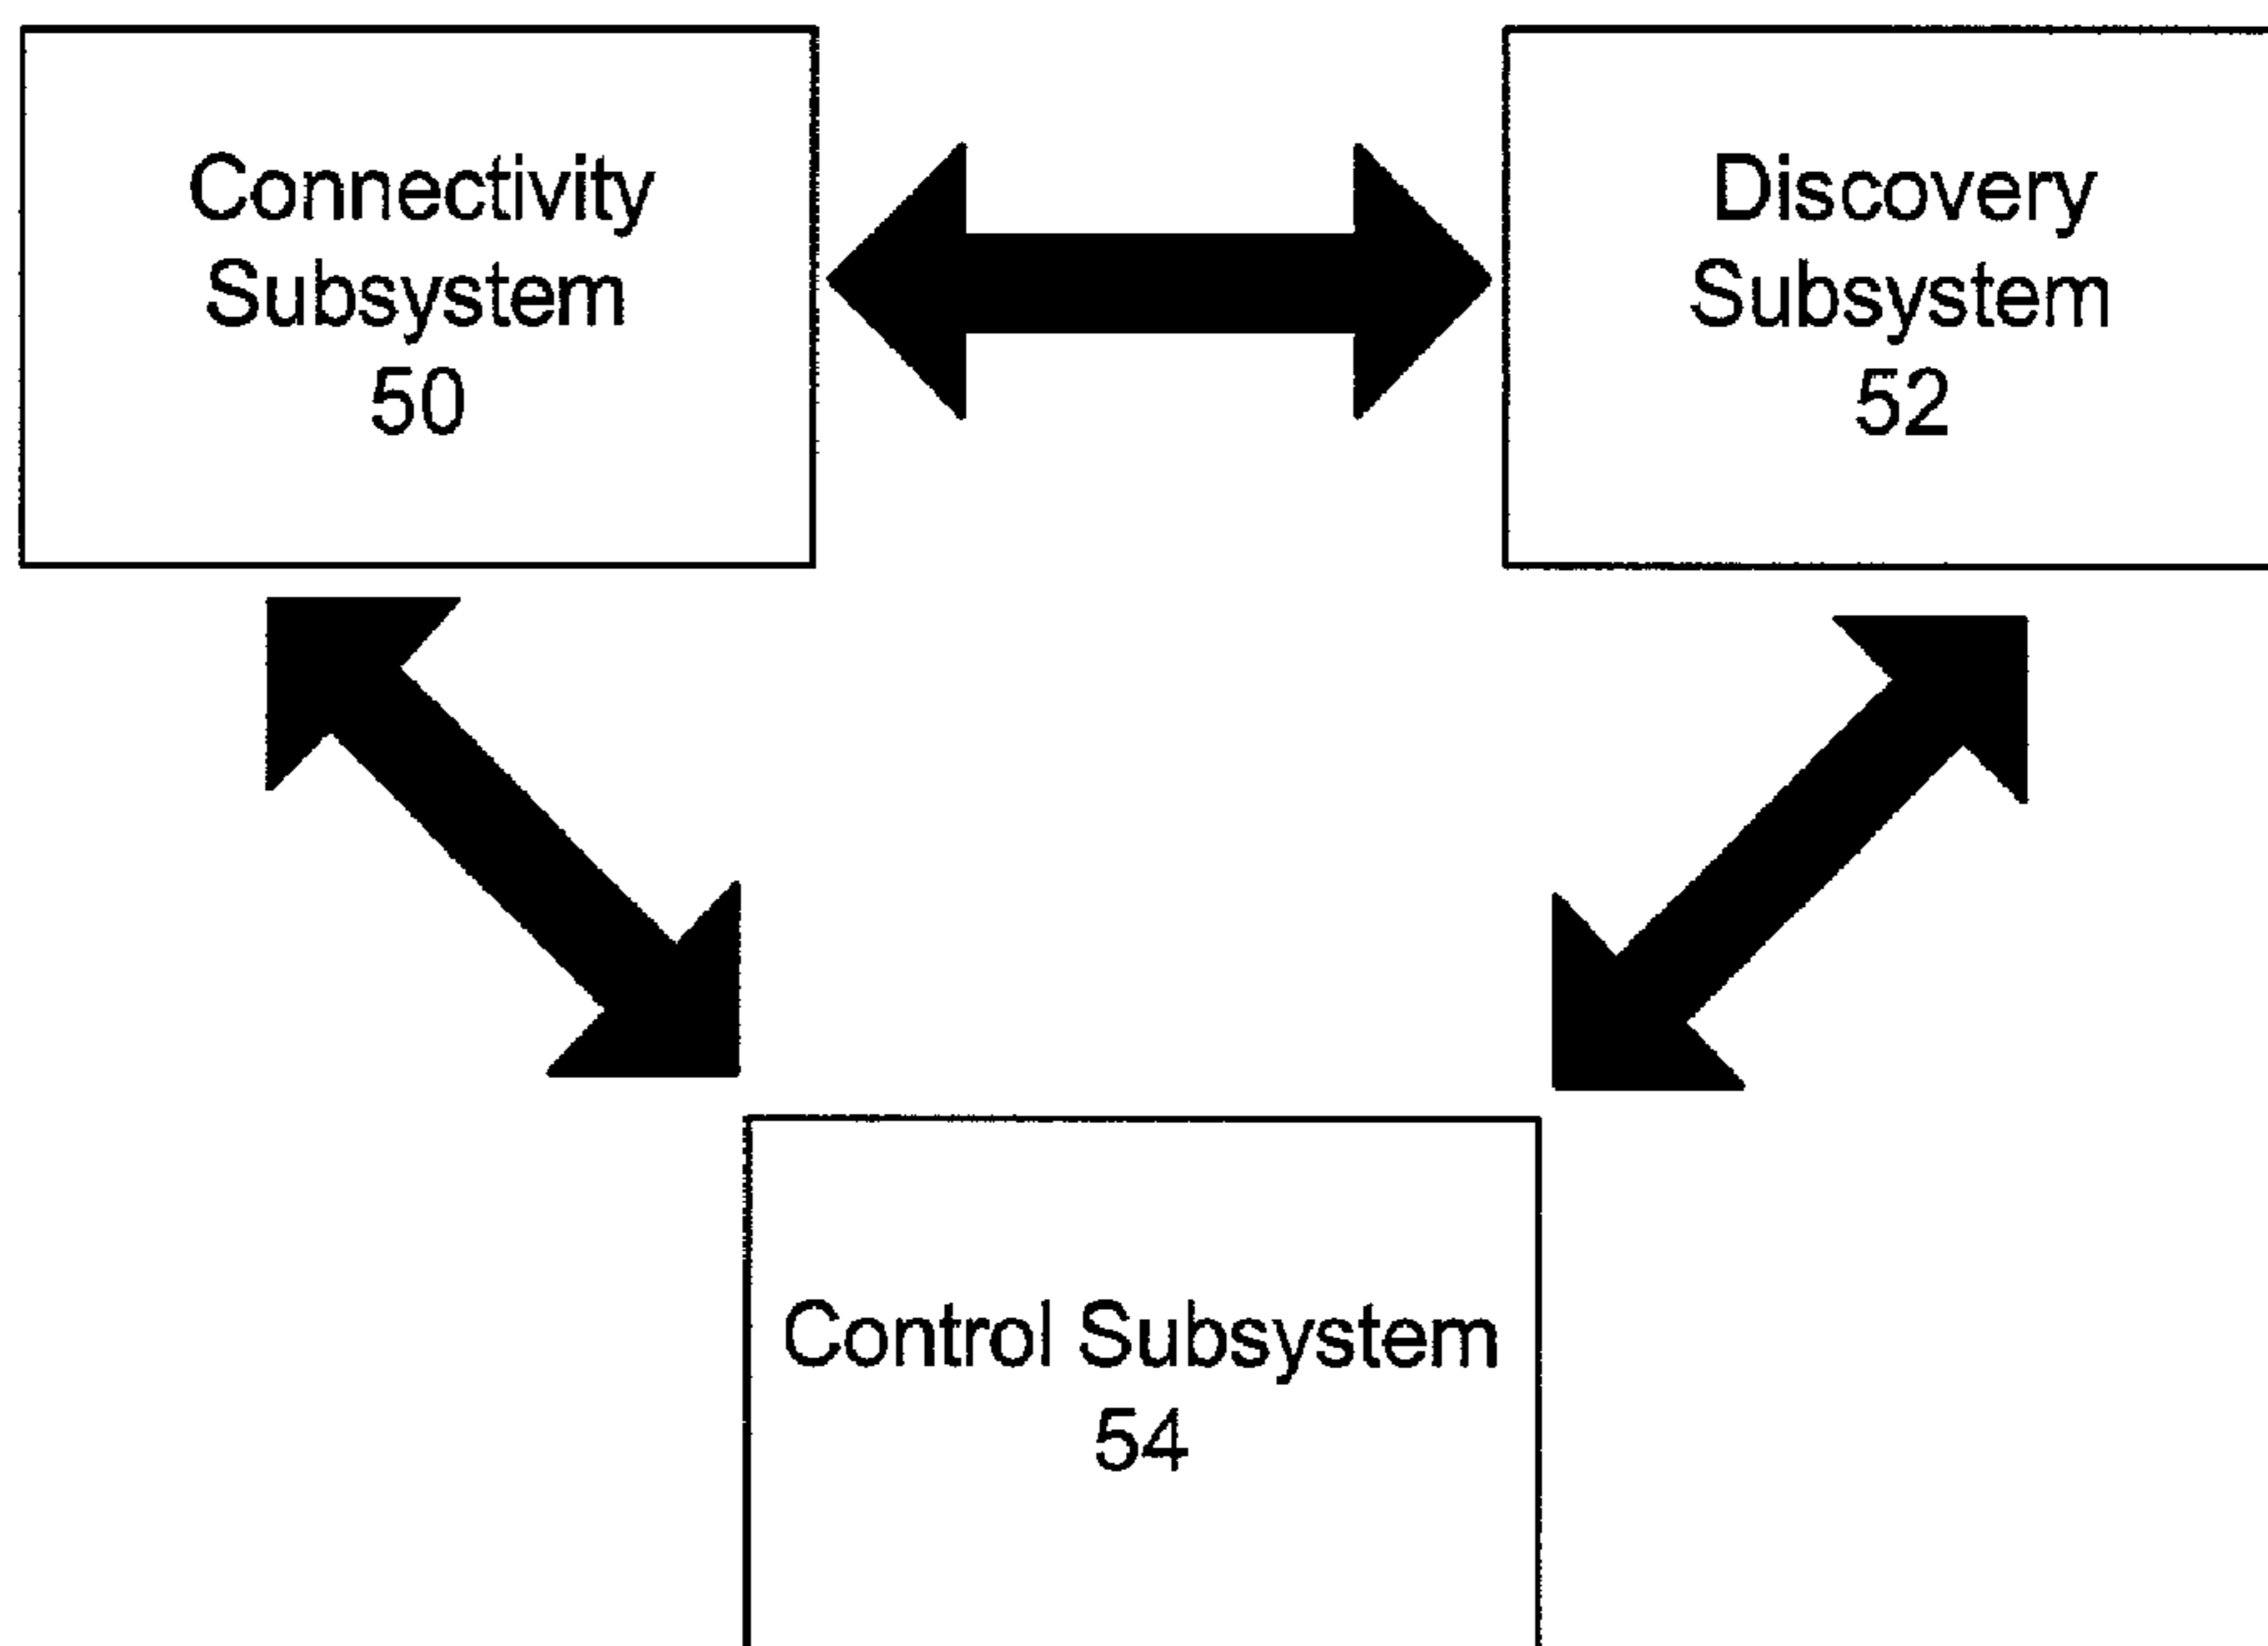 Connectivity
Subsystem
50
Discovery
Subsystem
52
Control Subsystem
54